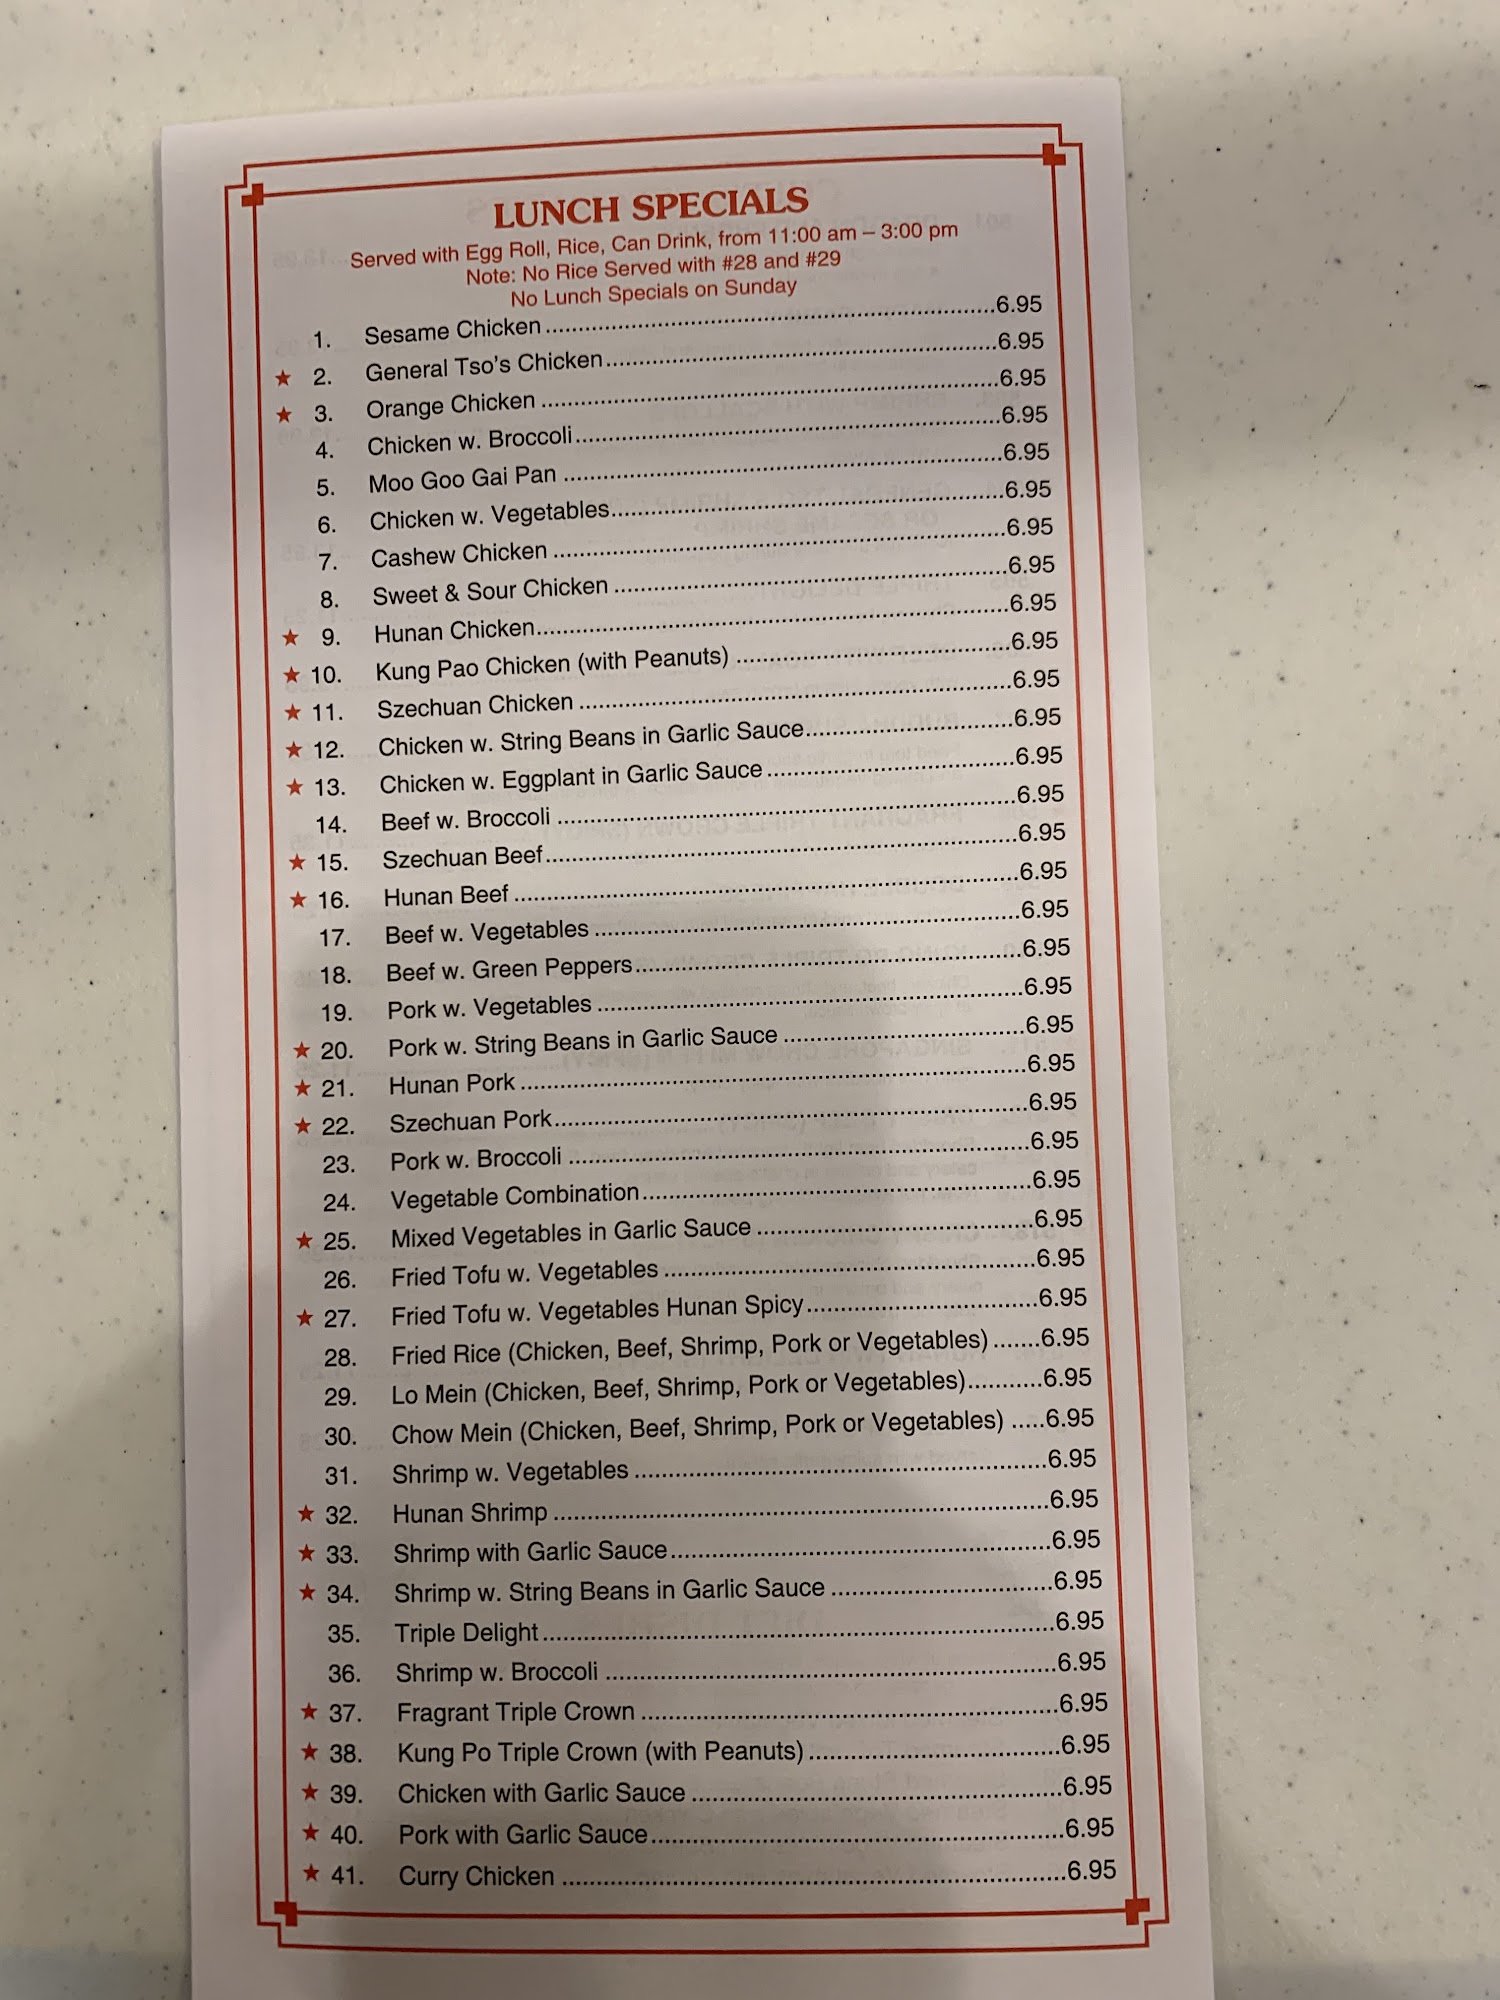 LUNCH SPECIALS
Served with Egg Roll, Rice, Can Drink, from 11:00 am – 3:00 pm
Note: No Rice Served with #28 and #29
No Lunch Specials on Sunday
1. Sesame Chicken ..... 6.95
★ 2. General Tso's Chicken ..... 6.95
★ 3. Orange Chicken ..... 6.95
4. Chicken w. Broccoli ..... 6.95
5. Moo Goo Gai Pan ..... 6.95
6. Chicken w. Vegetables ..... 6.95
7. Cashew Chicken ..... 6.95
8. Sweet & Sour Chicken ..... 6.95
★ 9. Hunan Chicken ..... 6.95
★ 10. Kung Pao Chicken (with Peanuts) ..... 6.95
★ 11. Szechuan Chicken ..... 6.95
★ 12. Chicken w. String Beans in Garlic Sauce ..... 6.95
★ 13. Chicken w. Eggplant in Garlic Sauce ..... 6.95
14. Beef w. Broccoli ..... 6.95
★ 15. Szechuan Beef ..... 6.95
★ 16. Hunan Beef ..... 6.95
17. Beef w. Vegetables ..... 6.95
18. Beef w. Green Peppers ..... 6.95
19. Pork w. Vegetables ..... 6.95
★ 20. Pork w. String Beans in Garlic Sauce ..... 6.95
★ 21. Hunan Pork ..... 6.95
★ 22. Szechuan Pork ..... 6.95
23. Pork w. Broccoli ..... 6.95
24. Vegetable Combination ..... 6.95
★ 25. Mixed Vegetables in Garlic Sauce ..... 6.95
26. Fried Tofu w. Vegetables ..... 6.95
★ 27. Fried Tofu w. Vegetables Hunan Spicy ..... 6.95
28. Fried Rice (Chicken, Beef, Shrimp, Pork or Vegetables) ..... 6.95
29. Lo Mein (Chicken, Beef, Shrimp, Pork or Vegetables) ..... 6.95
30. Chow Mein (Chicken, Beef, Shrimp, Pork or Vegetables) ..... 6.95
31. Shrimp w. Vegetables ..... 6.95
★ 32. Hunan Shrimp ..... 6.95
★ 33. Shrimp with Garlic Sauce ..... 6.95
★ 34. Shrimp w. String Beans in Garlic Sauce ..... 6.95
35. Triple Delight ..... 6.95
36. Shrimp w. Broccoli ..... 6.95
★ 37. Fragrant Triple Crown ..... 6.95
★ 38. Kung Po Triple Crown (with Peanuts) ..... 6.95
★ 39. Chicken with Garlic Sauce ..... 6.95
★ 40. Pork with Garlic Sauce ..... 6.95
★ 41. Curry Chicken ..... 6.95